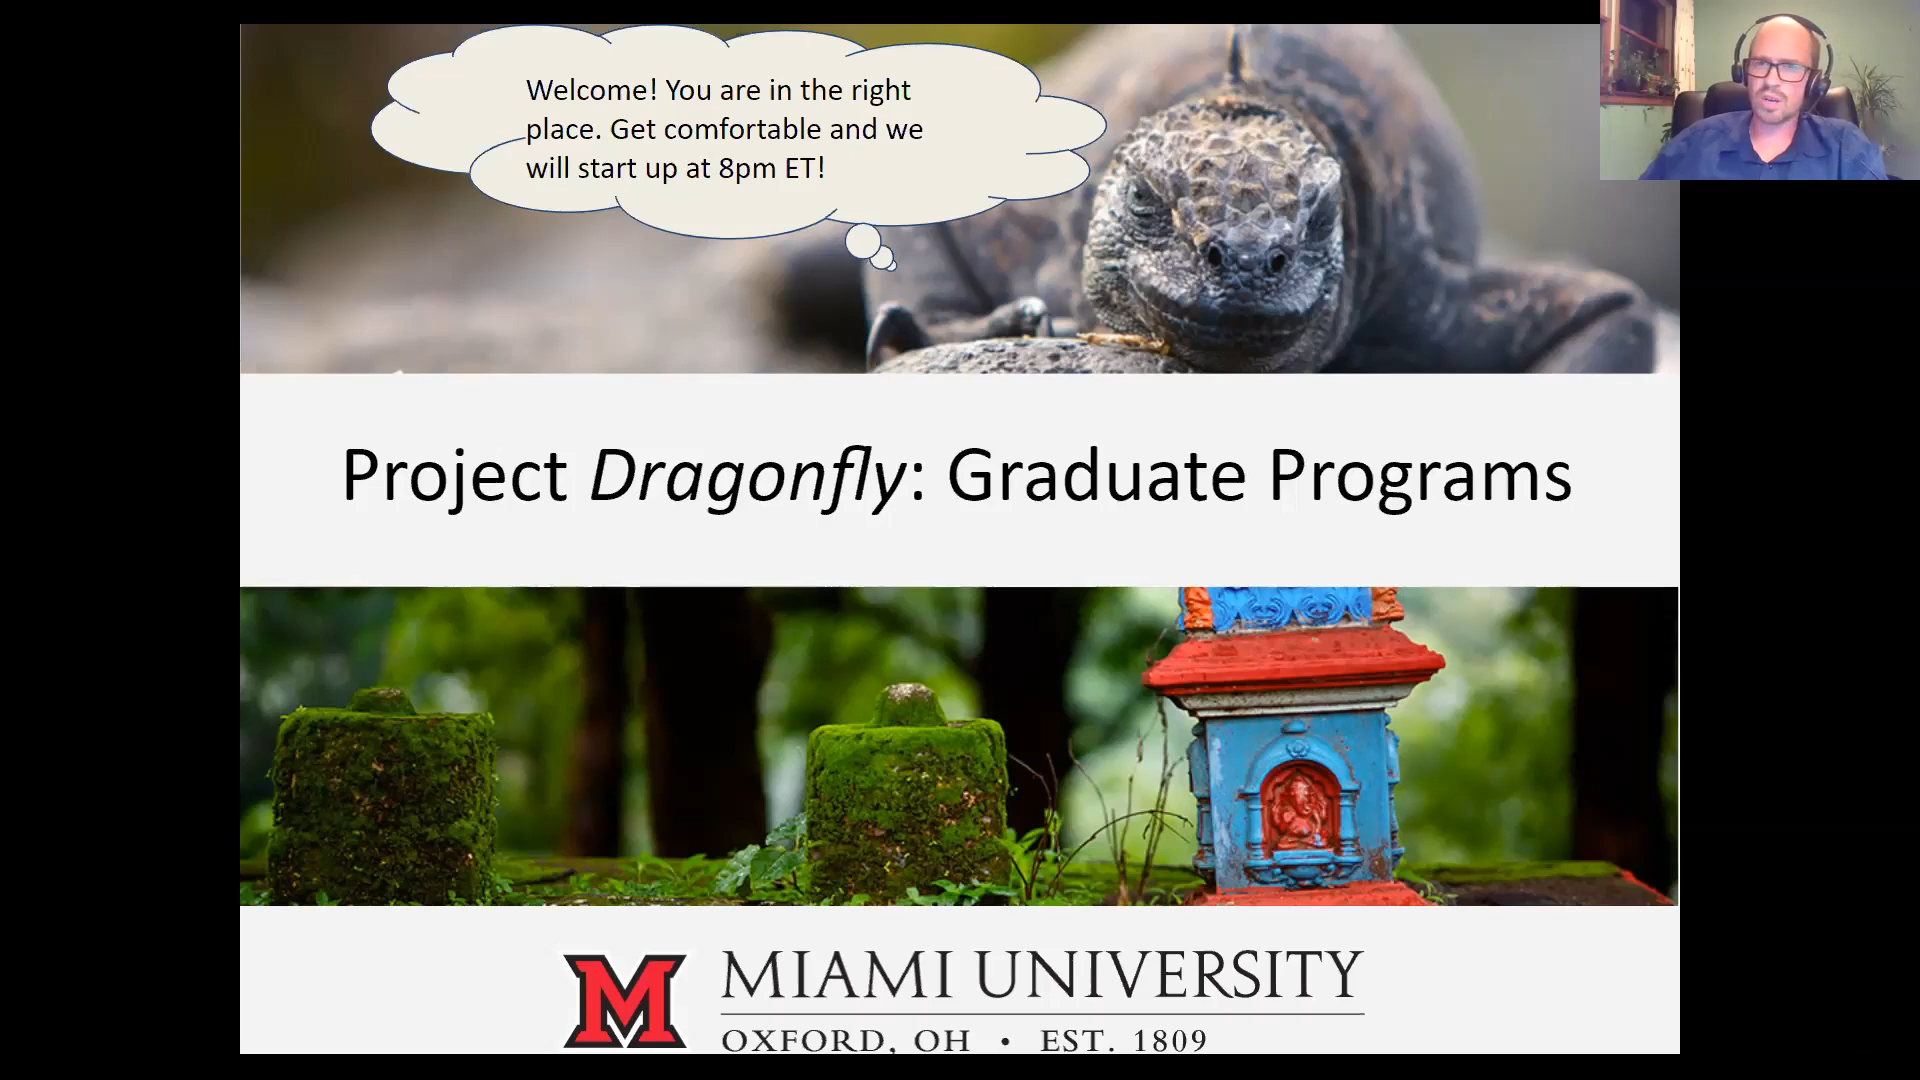 Welcome! You are in the right
place. Get comfortable and we
will start up at 8pm ET!
Project Dragonfly: Graduate Programs
M
MIAMI UNIVERSITY
OXFORD, OH • EST. 1809